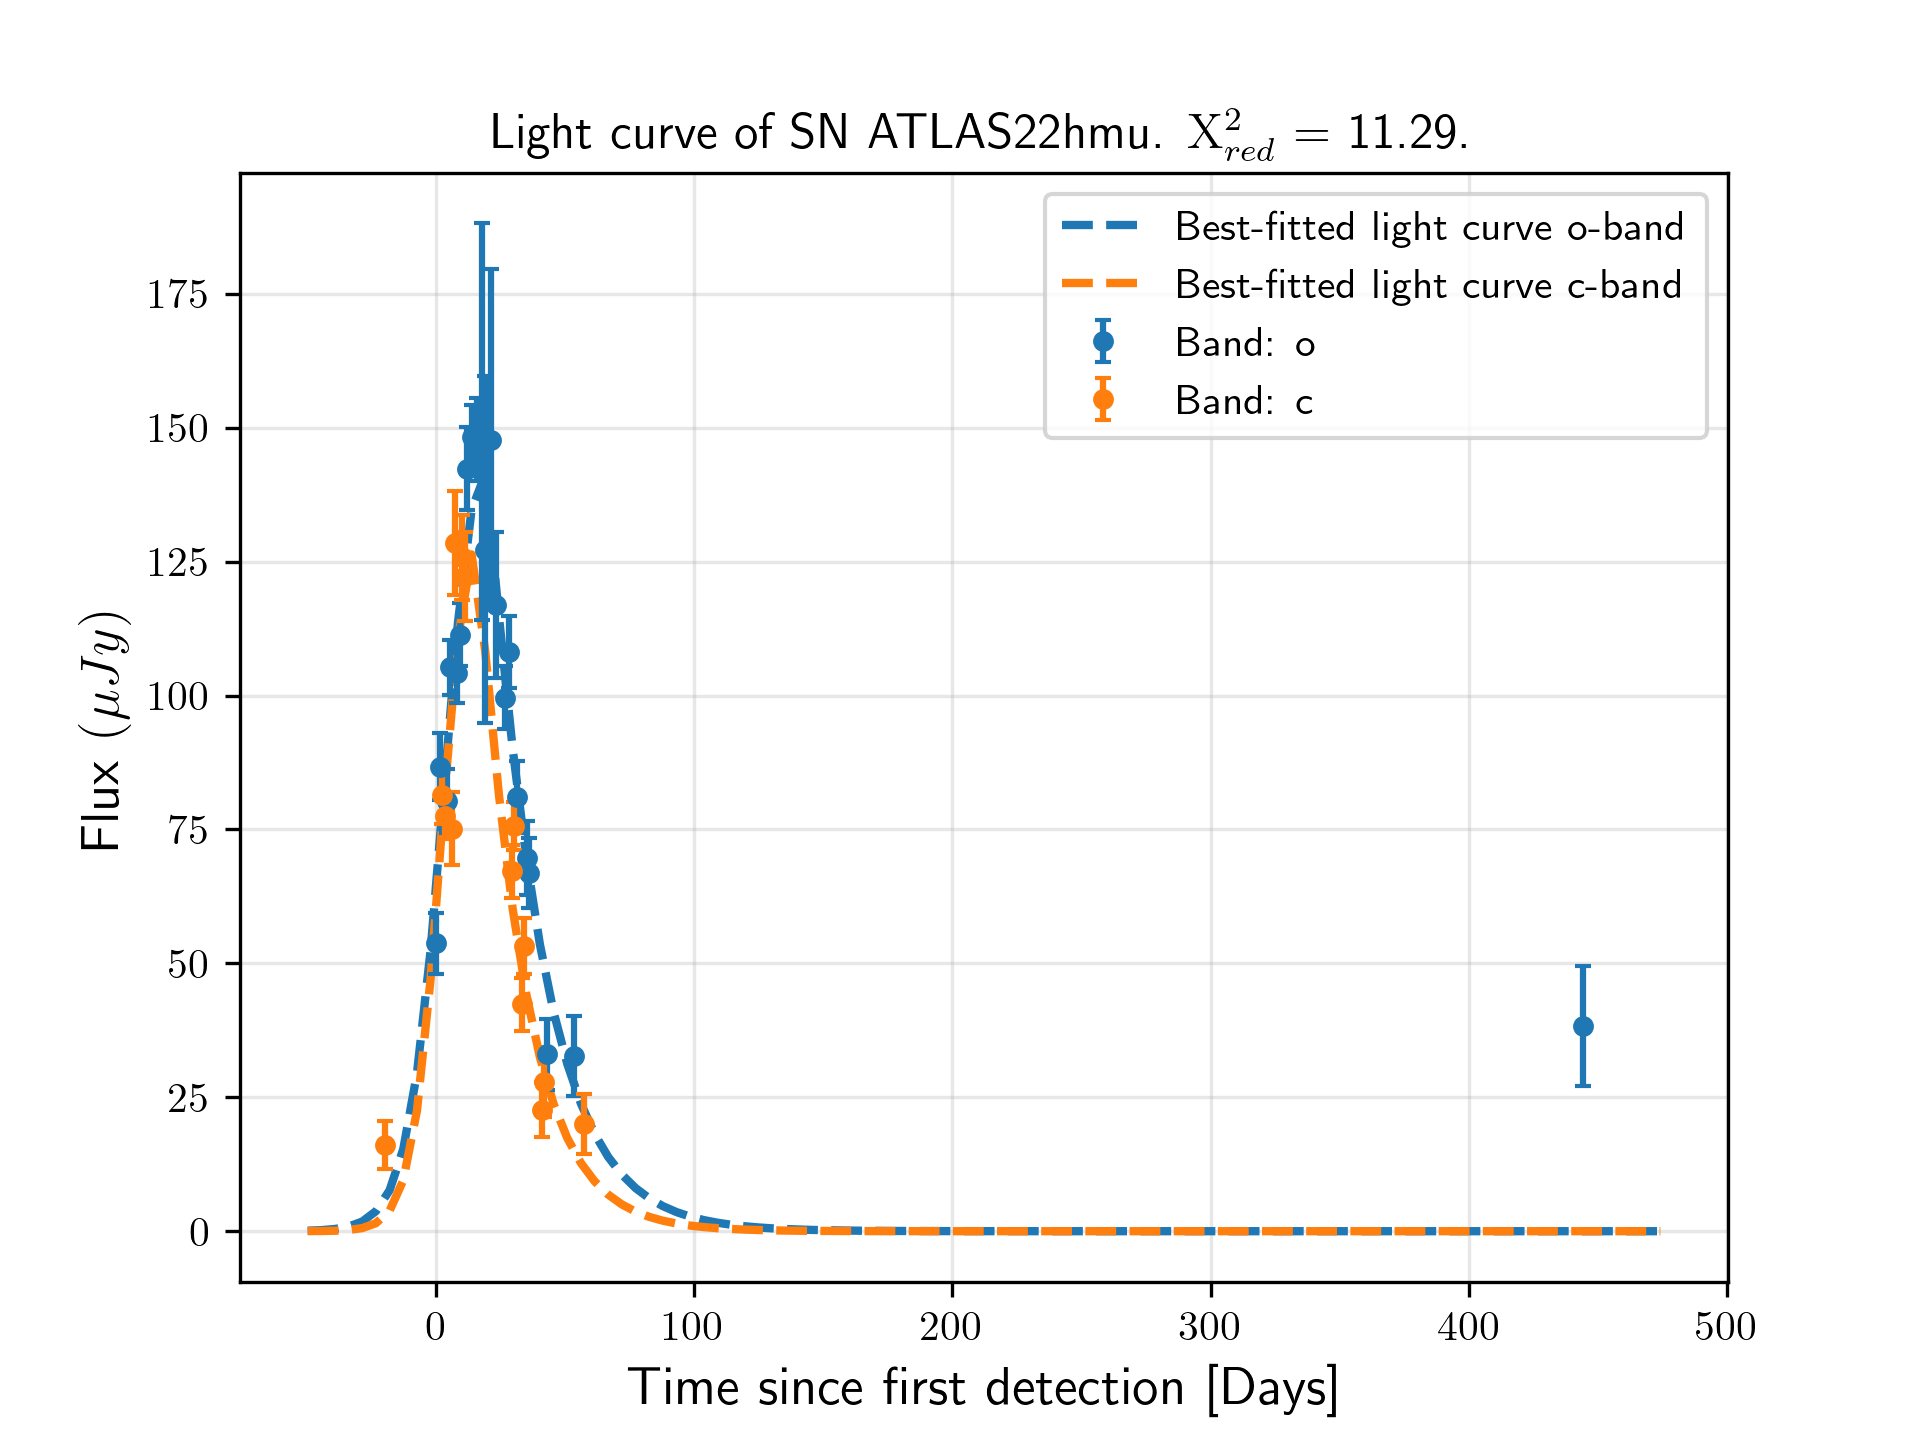 Light curve of SN ATLAS22hmu. X²_red = 11.29.
Best-fitted light curve o-band
Best-fitted light curve c-band
Band: o
Band: c
Flux (μJy)
175
150
125
100
75
50
25
0
0 100 200 300 400 500
Time since first detection [Days]